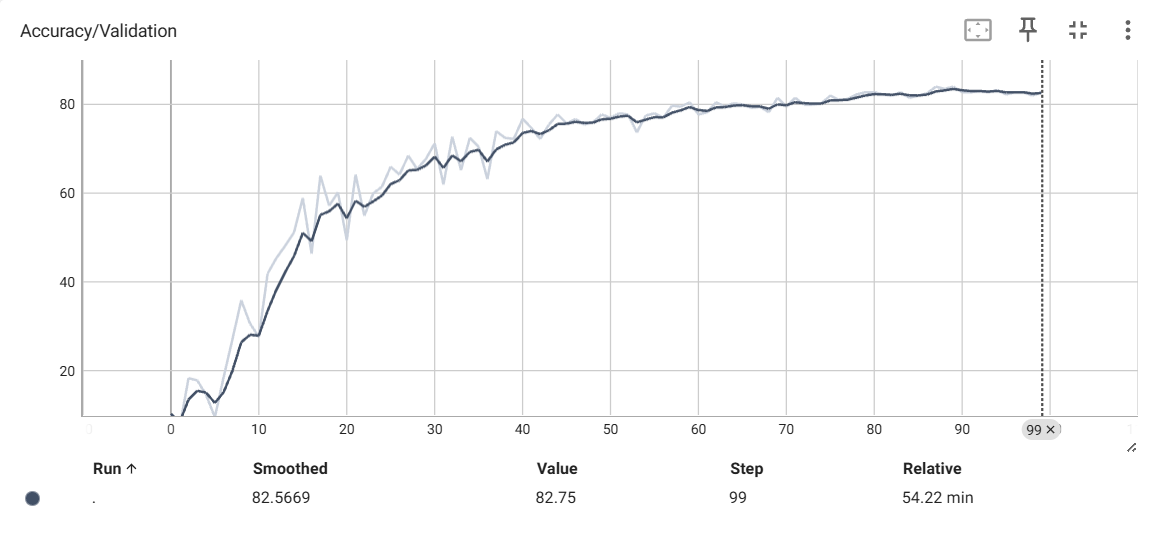 Accuracy/Validation
80
60
40
20
0 10 20 30 40 50 60 70 80 90 99 ×
Run ↑ Smoothed Value Step Relative
. 82.5669 82.75 99 54.22 min